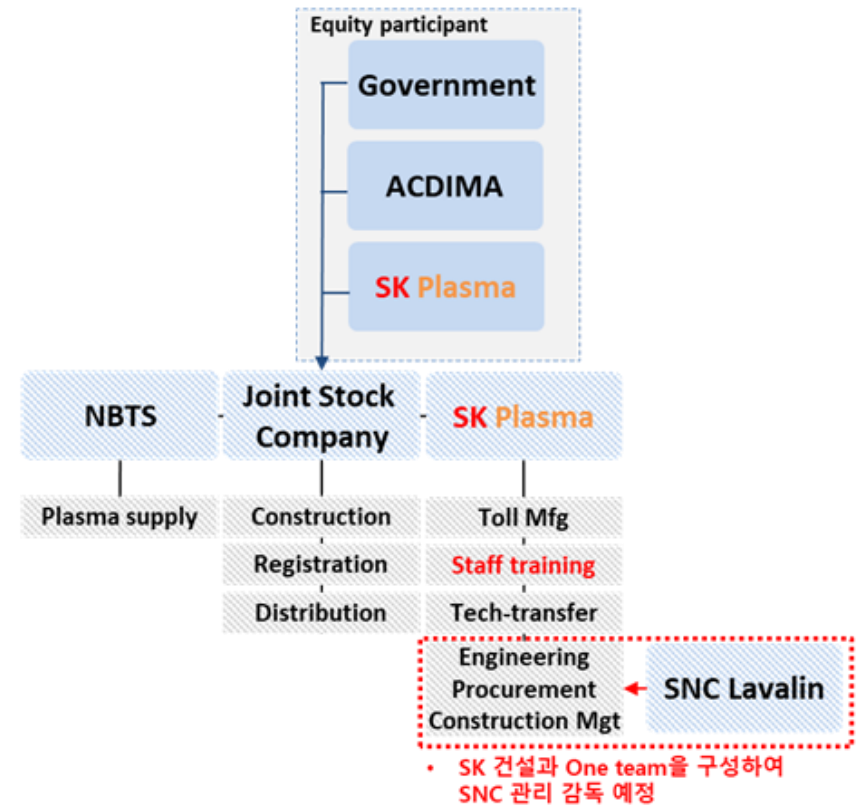 Equity participant
Government
ACDIMA
SK Plasma
NBTS
Joint Stock
Company
SK Plasma
Plasma supply
Construction
Toll Mfg
Registration
Staff training
Distribution
Tech-transfer
Engineering
Procurement
Construction Mgt
SNC Lavalin
• SK 건설과 One team을 구성하여
SNC 관리 감독 예정